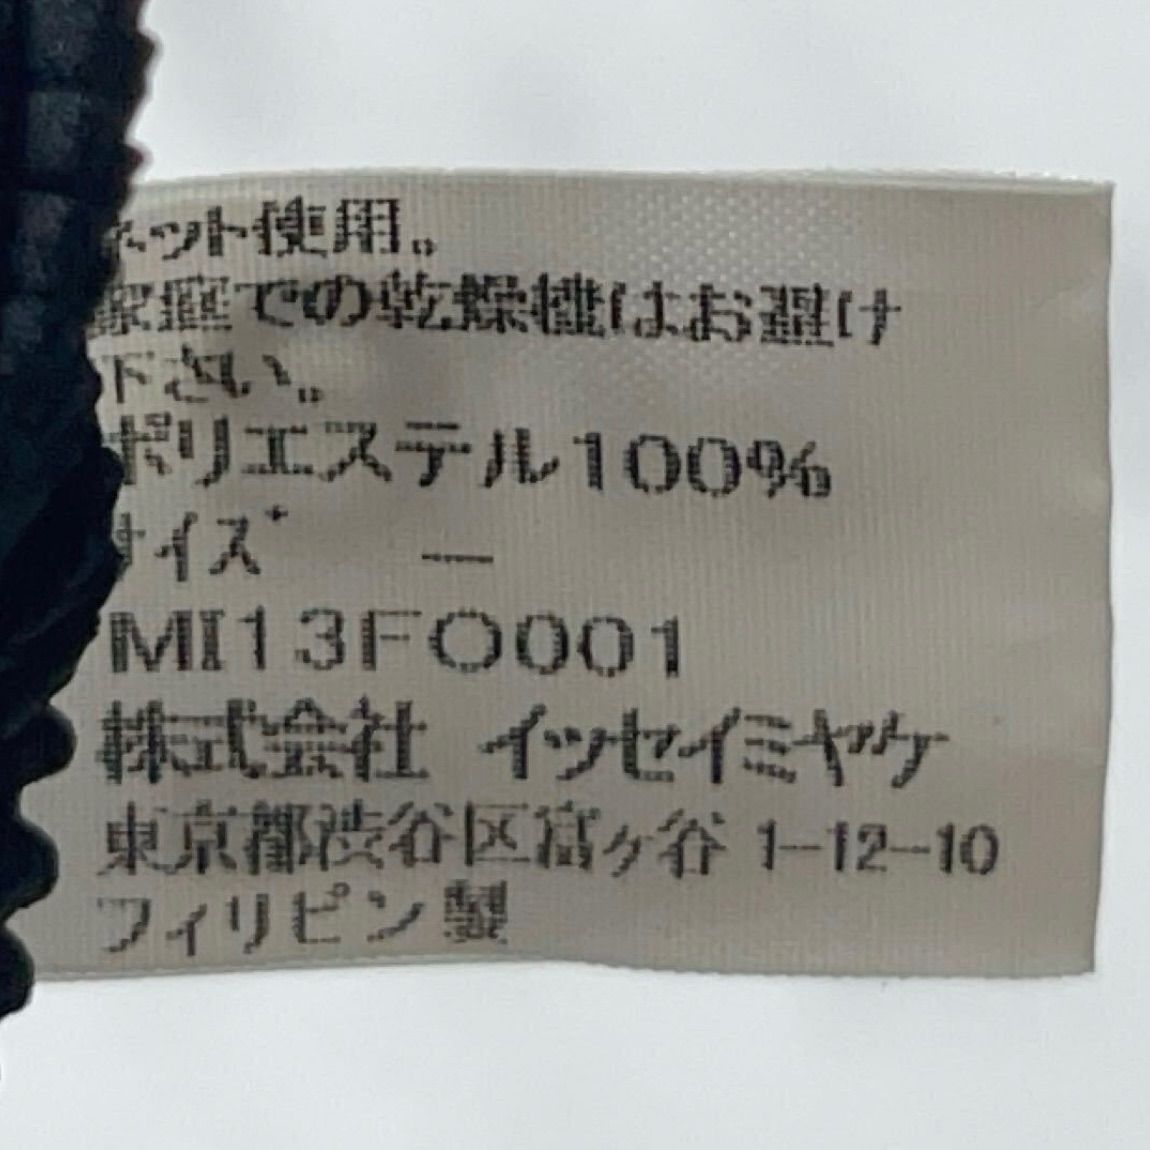 ネット使用。
家庭での乾燥機はお避け
下さい。
ポリエステル100%
サイズ —
MI13FO001
株式会社 イッセイミヤケ
東京都渋谷区富ヶ谷 1-12-10
フィリピン製